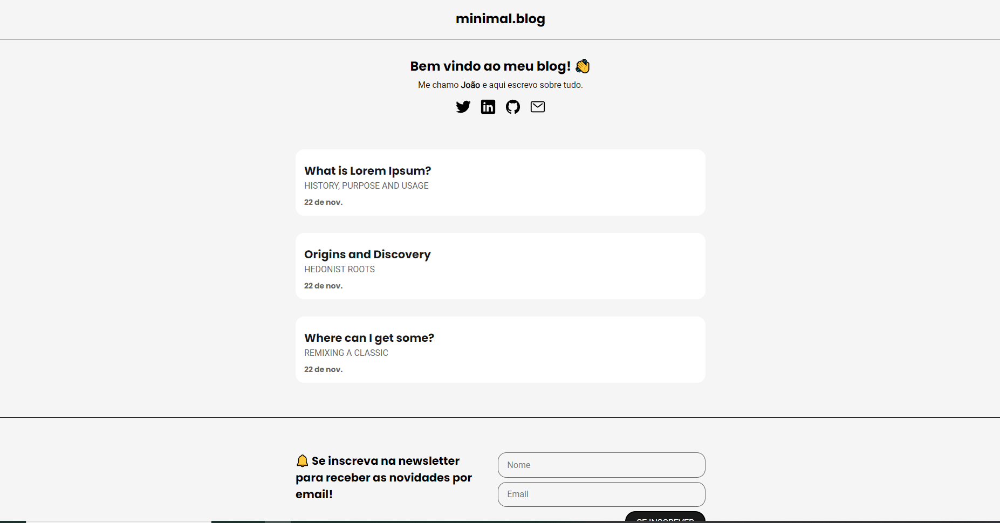 minimal.blog
Bem vindo ao meu blog! 👋
Me chamo João e aqui escrevo sobre tudo.
What is Lorem Ipsum?
HISTORY, PURPOSE AND USAGE
22 de nov.
Origins and Discovery
HEDONIST ROOTS
22 de nov.
Where can I get some?
REMIXING A CLASSIC
22 de nov.
🔔 Se inscreva na newsletter
para receber as novidades por
email!
Nome
Email
SE INSCREVER